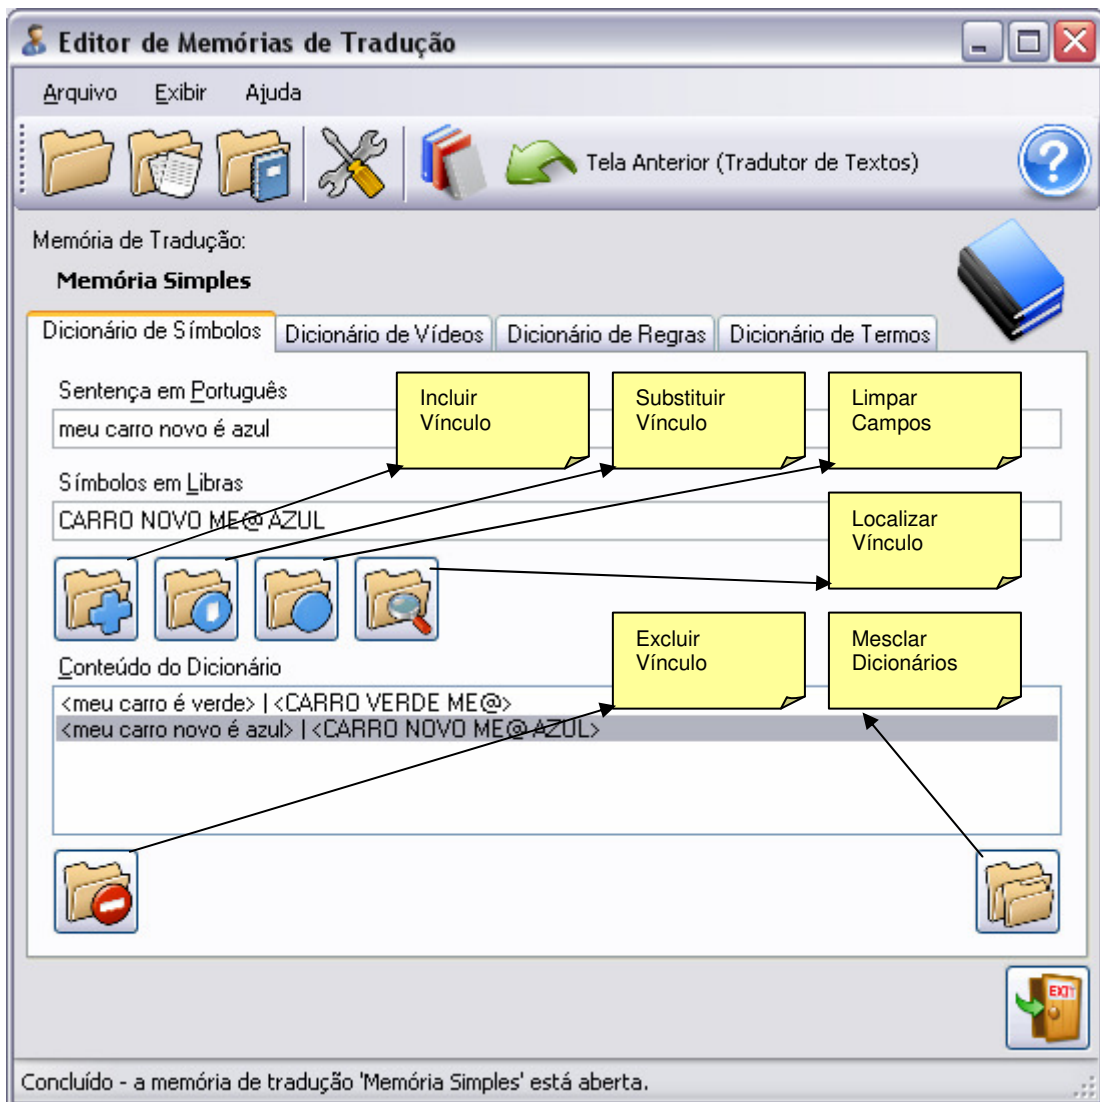 Editor de Memórias de Tradução
Arquivo Exibir Ajuda
Tela Anterior (Tradutor de Textos)
Memória de Tradução:
Memória Simples
Dicionário de Símbolos Dicionário de Vídeos Dicionário de Regras Dicionário de Termos
Sentença em Português
meu carro novo é azul
Incluir
Vínculo
Substituir
Vínculo
Limpar
Campos
Símbolos em Libras
CARRO NOVO ME@ AZUL
Localizar
Vínculo
Excluir
Vínculo
Mesclar
Dicionários
Conteúdo do Dicionário
<meu carro é verde> | <CARRO VERDE ME@>
<meu carro novo é azul> | <CARRO NOVO ME@ AZUL>
EXIT
Concluído - a memória de tradução 'Memória Simples' está aberta.